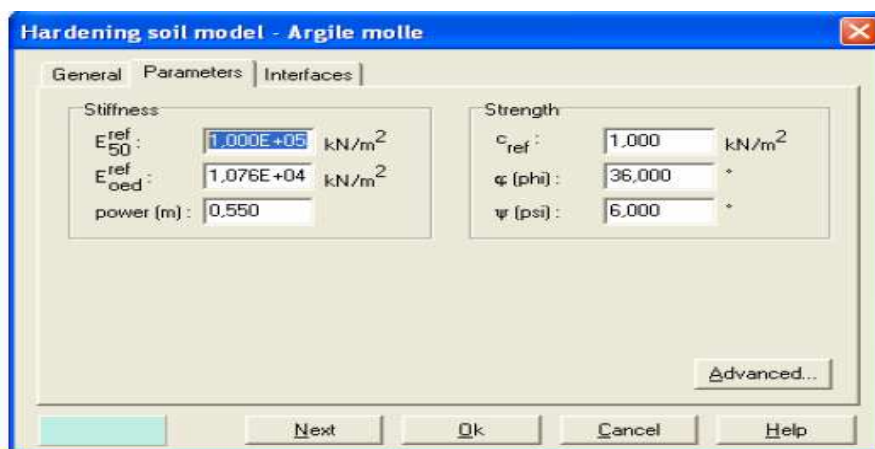 Hardening soil model - Argile molle
General Parameters Interfaces
Stiffness
E50ref : 1,000E+05 kN/m2
Eoedref : 1,076E+04 kN/m2
power (m) : 0,550
Strength
cref : 1,000 kN/m2
φ (phi) : 36,000 °
ψ (psi) : 6,000 °
Advanced...
Next Ok Cancel Help